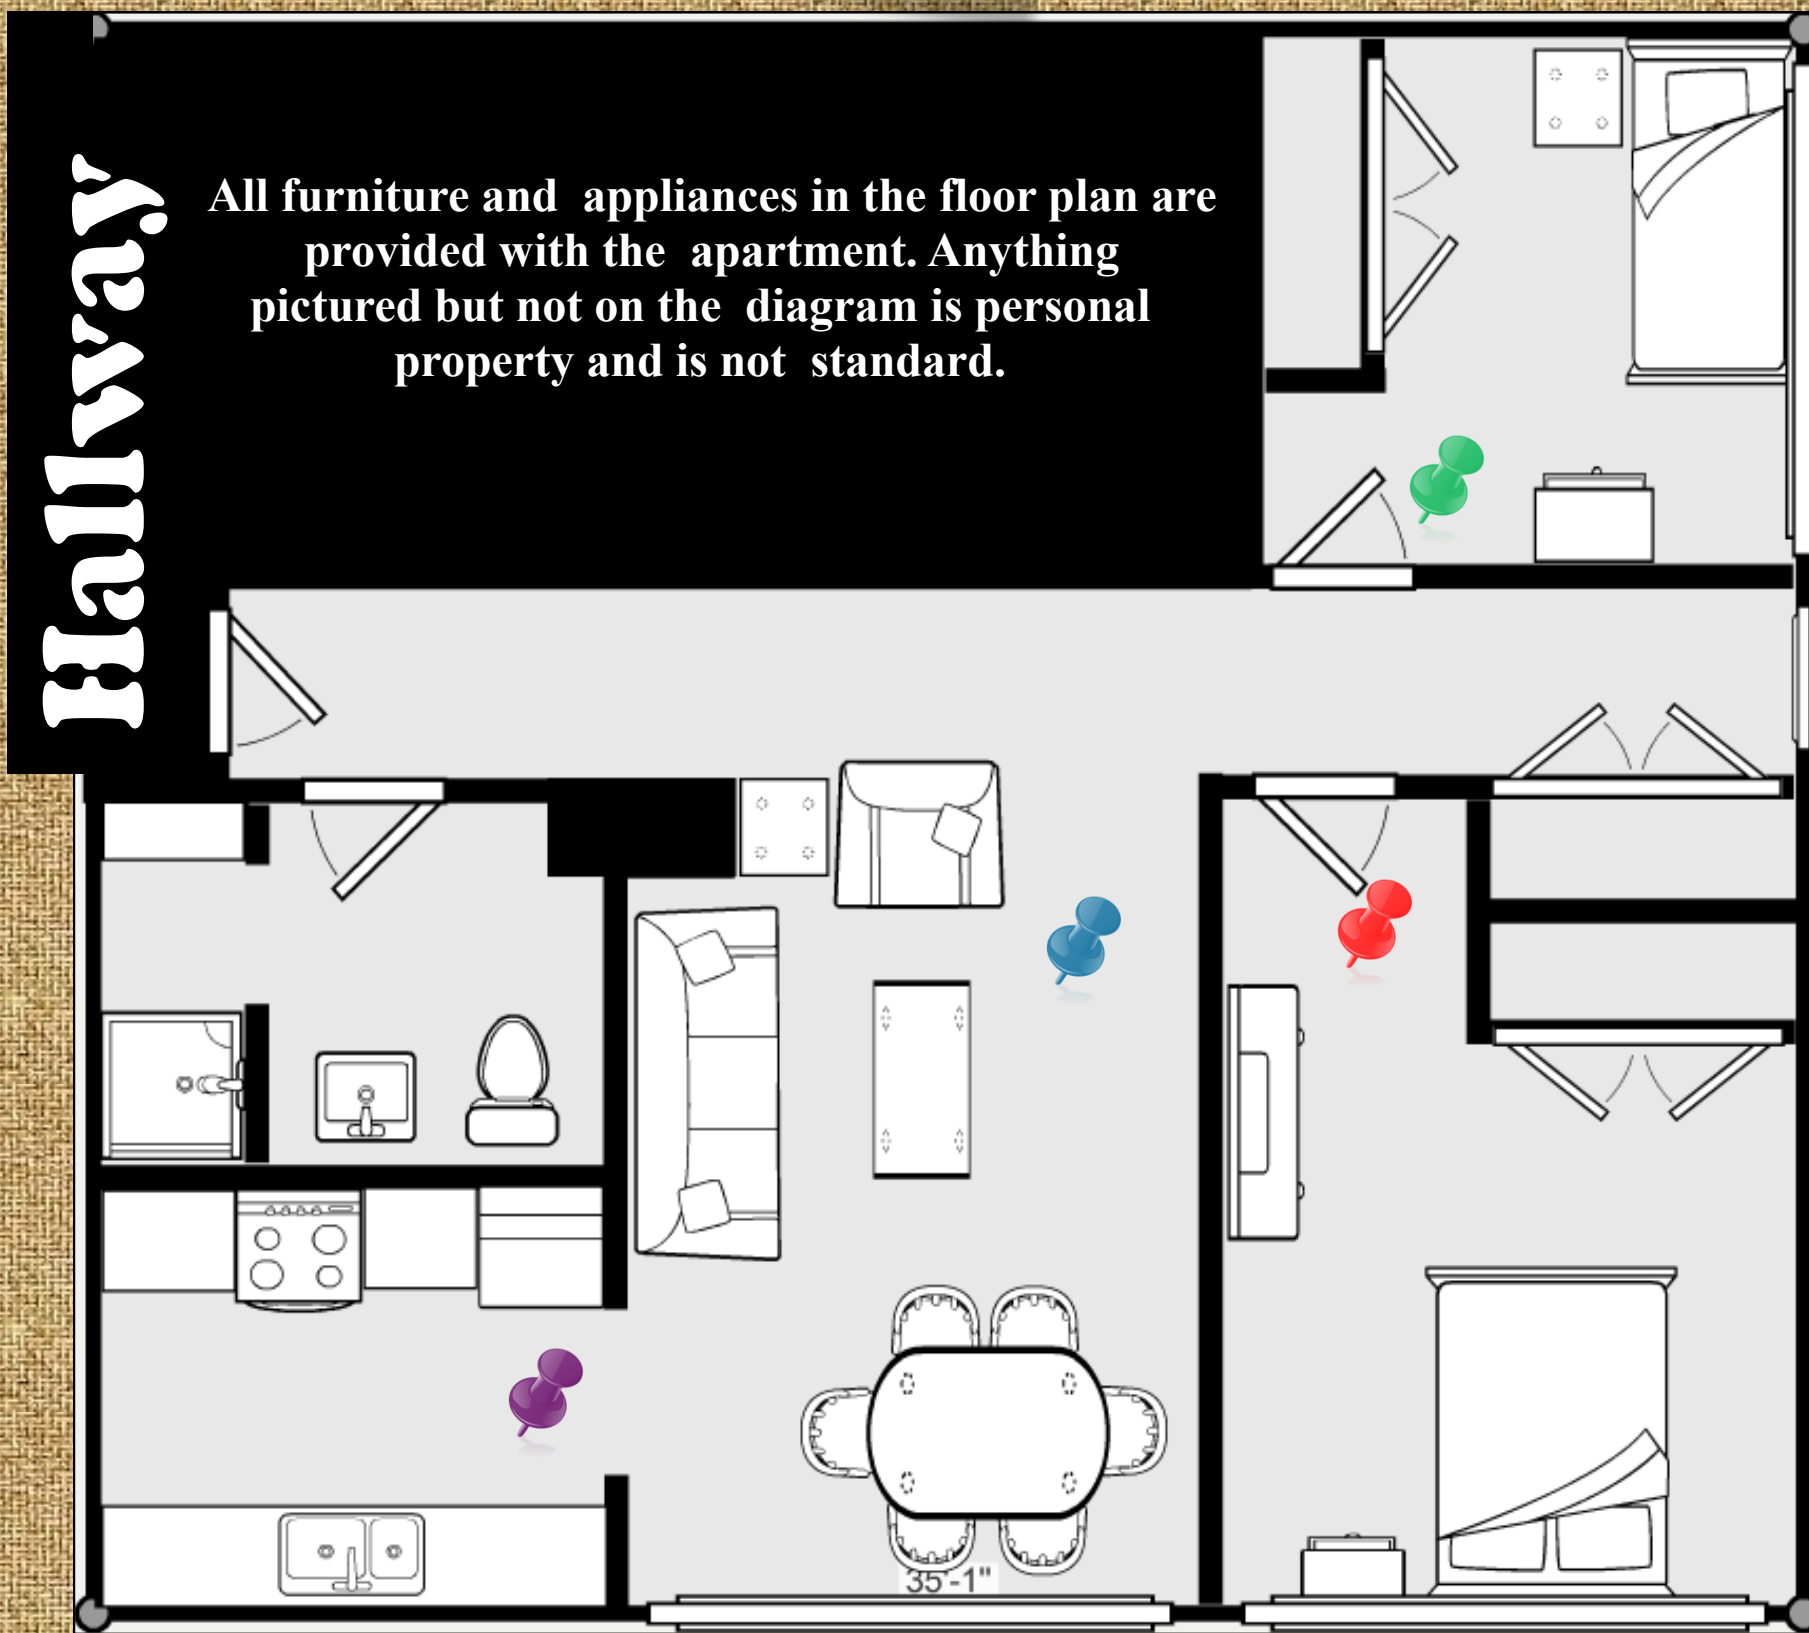 Hallway
All furniture and appliances in the floor plan are
provided with the apartment. Anything
pictured but not on the diagram is personal
property and is not standard.
35'-1"